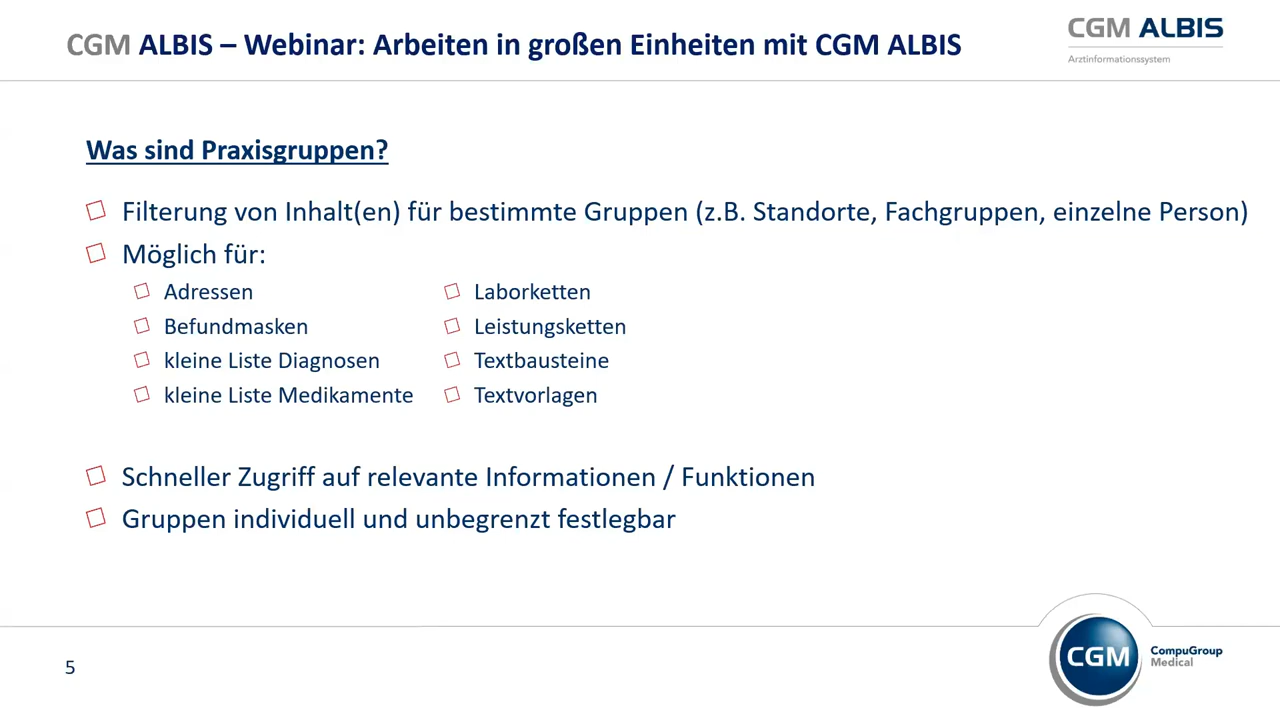 CGM ALBIS – Webinar: Arbeiten in großen Einheiten mit CGM ALBIS
CGM ALBIS
Arztinformationssystem
Was sind Praxisgruppen?
Filterung von Inhalt(en) für bestimmte Gruppen (z.B. Standorte, Fachgruppen, einzelne Person)
Möglich für:
Adressen
Befundmasken
kleine Liste Diagnosen
kleine Liste Medikamente
Laborketten
Leistungsketten
Textbausteine
Textvorlagen
Schneller Zugriff auf relevante Informationen / Funktionen
Gruppen individuell und unbegrenzt festlegbar
5
CGM
CompuGroup
Medical